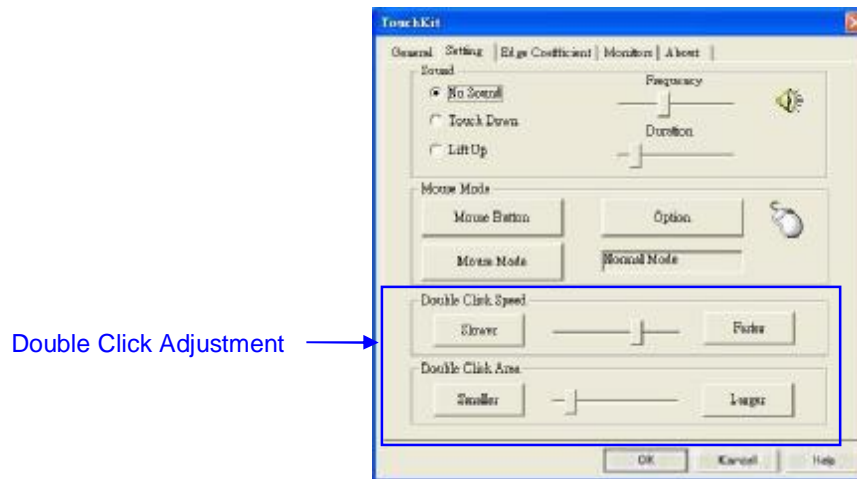 TouchKit
General Setting Edge Coefficient Monitors About
Sound
No Sound
Touch Down
Lift Up
Frequency
Duration
Mouse Mode
Mouse Button Option
Mouse Mode Normal Mode
Double Click Adjustment
Double Click Speed
Slower Faster
Double Click Area
Smaller Larger
OK Cancel Help